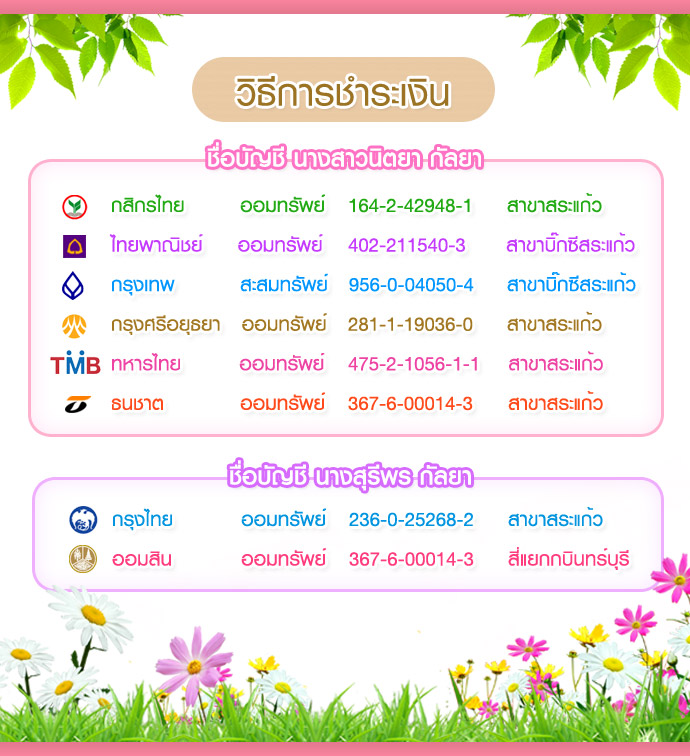 วิธีการชำระเงิน
ชื่อบัญชี นางสาวนิตยา กัลยา
กสิกรไทย ออมทรัพย์ 164-2-42948-1 สาขาสระแก้ว
ไทยพาณิชย์ ออมทรัพย์ 402-211540-3 สาขาบิ๊กซีสระแก้ว
กรุงเทพ สะสมทรัพย์ 956-0-04050-4 สาขาบิ๊กซีสระแก้ว
กรุงศรีอยุธยา ออมทรัพย์ 281-1-19036-0 สาขาสระแก้ว
TMB ทหารไทย ออมทรัพย์ 475-2-1056-1-1 สาขาสระแก้ว
ธนชาต ออมทรัพย์ 367-6-00014-3 สาขาสระแก้ว
ชื่อบัญชี นางสุรีพร กัลยา
กรุงไทย ออมทรัพย์ 236-0-25268-2 สาขาสระแก้ว
ออมสิน ออมทรัพย์ 367-6-00014-3 สี่แยกกบินทร์บุรี